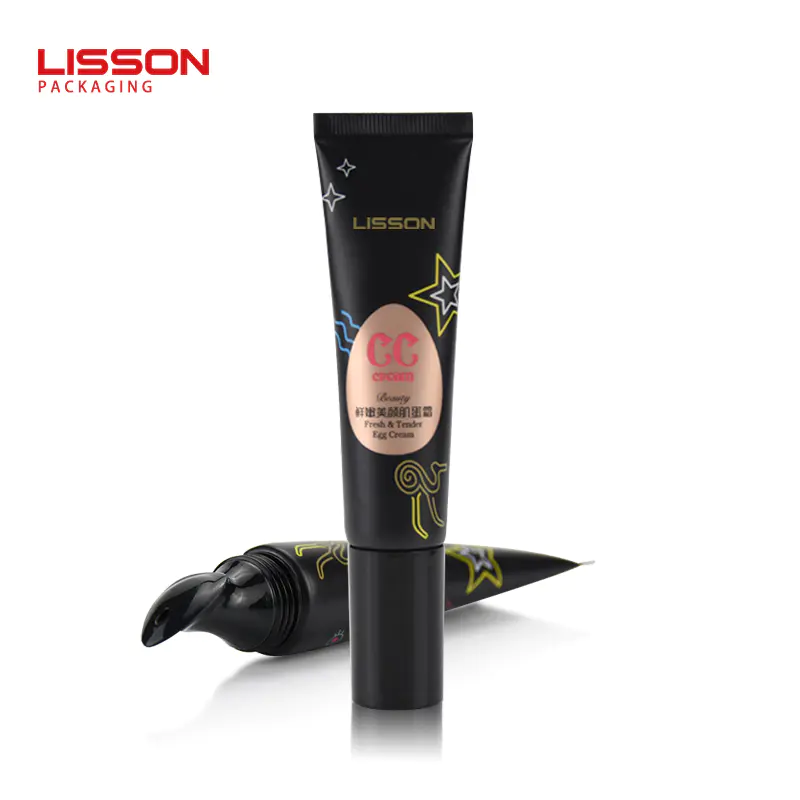 LISSON
PACKAGING
LISSON
CC
cream
Beauty
鲜嫩美颜肌蛋霜
Fresh & Tender
Egg Cream